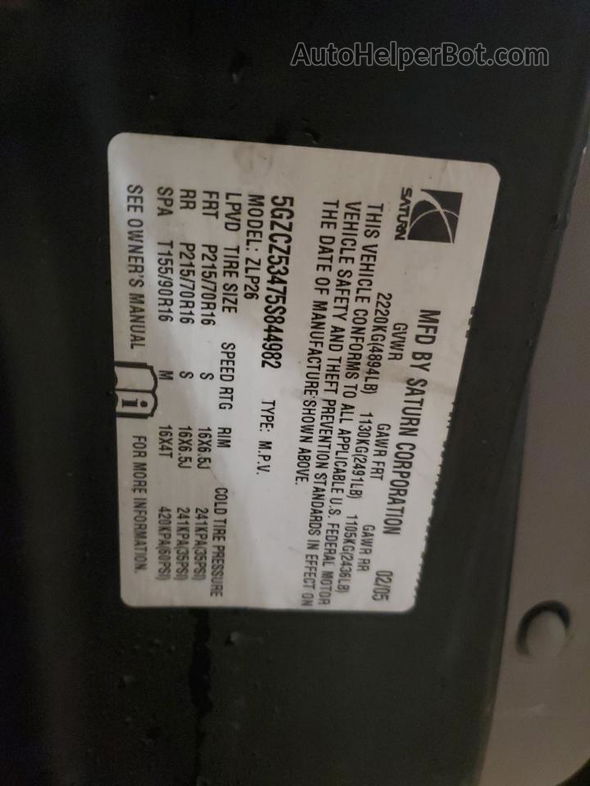 AutoHelperBot.com
SATURN
MFD BY SATURN CORPORATION 02/05
GVWR GAWR FRT GAWR RR
2220KG(4894LB) 1130KG(2491LB) 1105KG(2436LB)
THIS VEHICLE CONFORMS TO ALL APPLICABLE U.S. FEDERAL MOTOR
VEHICLE SAFETY AND THEFT PREVENTION STANDARDS IN EFFECT ON
THE DATE OF MANUFACTURE SHOWN ABOVE.
5GZCZ53475S844982 TYPE: M.P.V.
MODEL: ZLP26
LPVD TIRE SIZE SPEED RTG RIM COLD TIRE PRESSURE
FRT P215/70R16 S 16X6.5J 241KPA(35PSI)
RR P215/70R16 S 16X6.5J 241KPA(35PSI)
SPA T155/90R16 M 16X4T 420KPA(60PSI)
SEE OWNER'S MANUAL i FOR MORE INFORMATION.